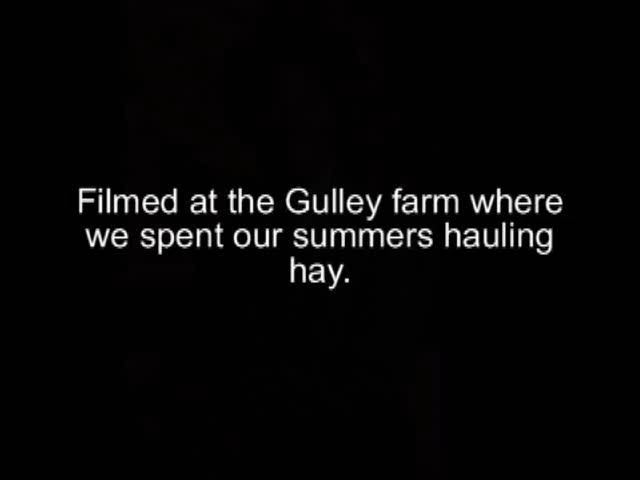 Filmed at the Gulley farm where
we spent our summers hauling
hay.